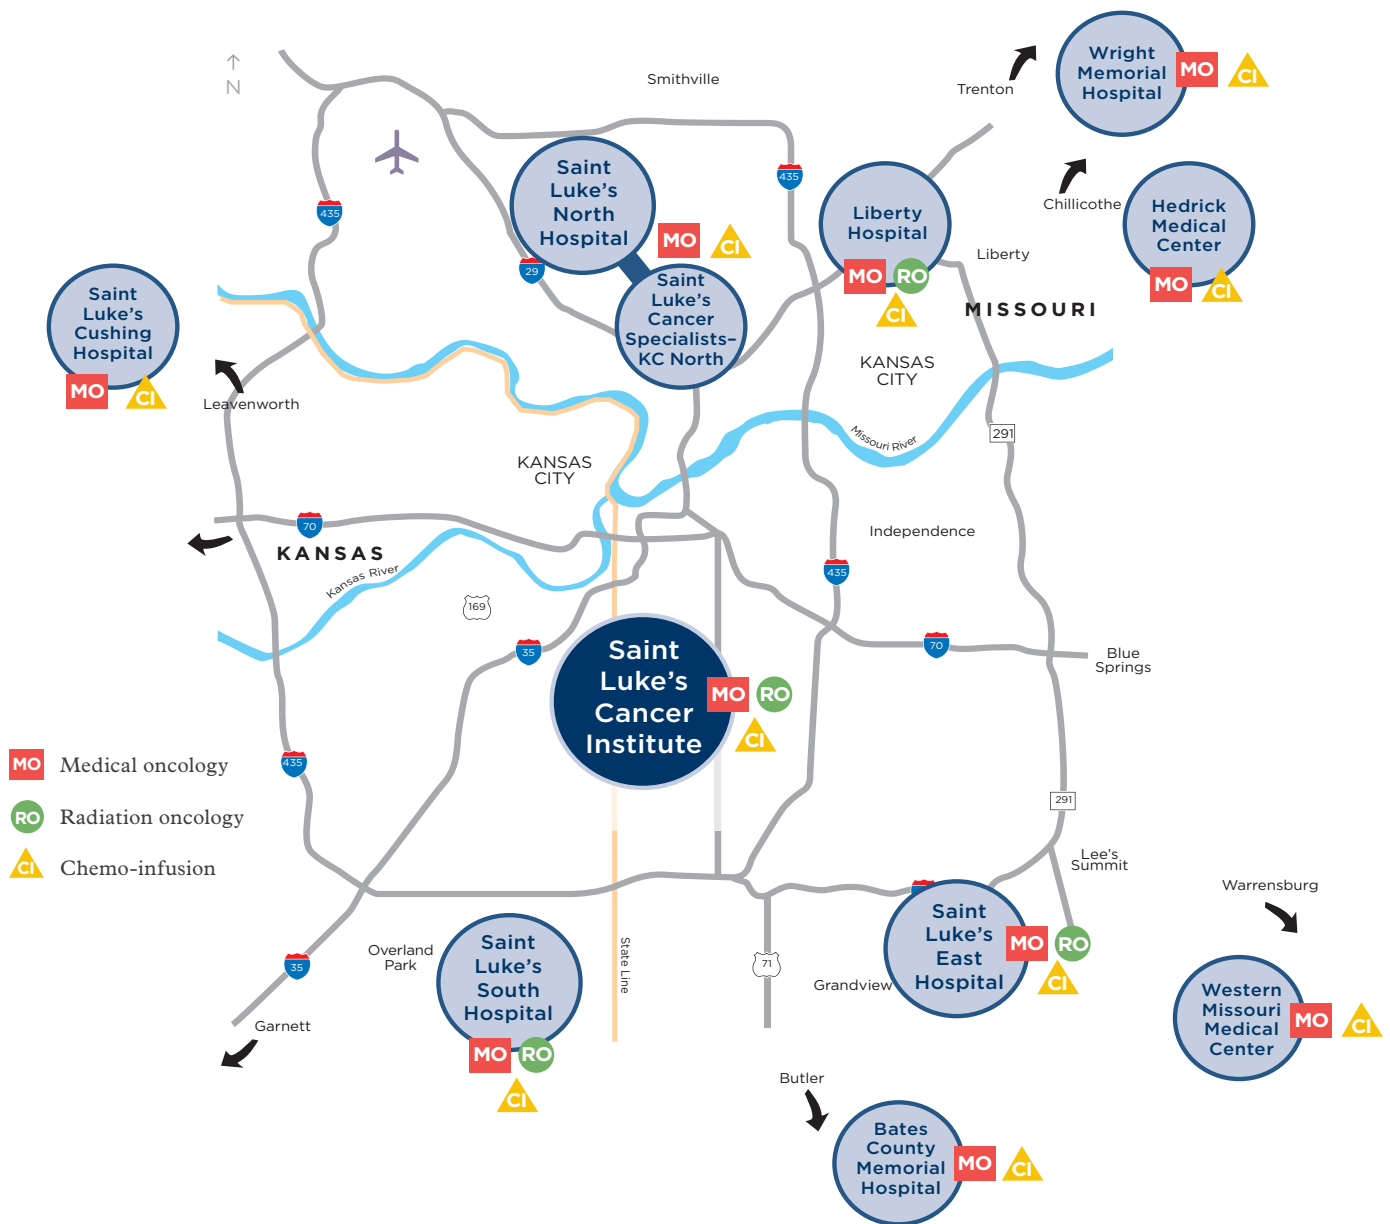 Wright
Memorial
Hospital
MO
CI
Trenton
Smithville
N
435
Saint
Luke's
North
Hospital
MO
CI
29
Saint
Luke's
Cancer
Specialists–
KC North
435
Liberty
Hospital
MO
RO
CI
Liberty
Chillicothe
Hedrick
Medical
Center
MO
CI
MISSOURI
KANSAS
CITY
Saint
Luke's
Cushing
Hospital
MO
CI
Leavenworth
KANSAS
CITY
Missouri River
291
70
KANSAS
Kansas River
Independence
435
169
35
70
Blue
Springs
Saint
Luke's
Cancer
Institute
MO
RO
CI
435
MO
Medical oncology
RO
Radiation oncology
CI
Chemo-infusion
291
Lee's
Summit
Warrensburg
Overland
Park
35
Garnett
Saint
Luke's
South
Hospital
MO
RO
CI
State Line
71
Grandview
Saint
Luke's
East
Hospital
MO
RO
CI
Western
Missouri
Medical
Center
MO
CI
Butler
Bates
County
Memorial
Hospital
MO
CI